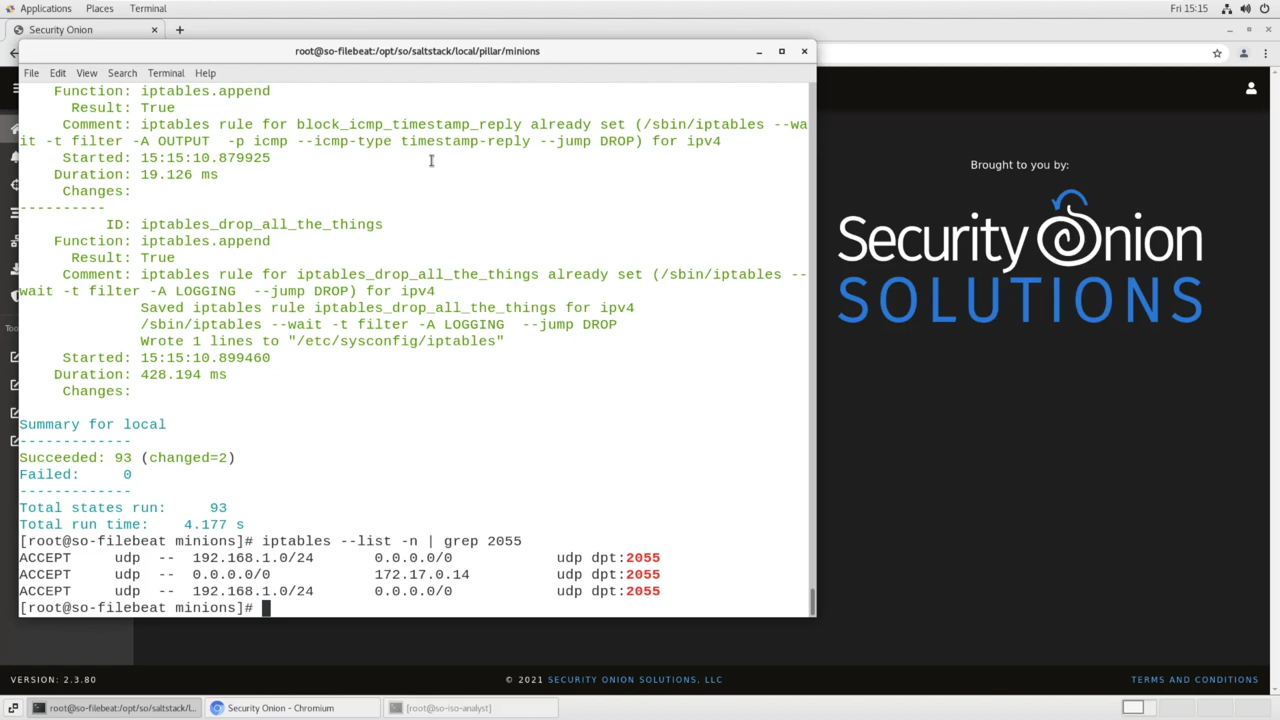 Applications Places Terminal Fri 15:15
Security Onion
root@so-filebeat:/opt/so/saltstack/local/pillar/minions
File Edit View Search Terminal Help
Function: iptables.append
Result: True
Comment: iptables rule for block_icmp_timestamp_reply already set (/sbin/iptables --wa
it -t filter -A OUTPUT  -p icmp --icmp-type timestamp-reply --jump DROP) for ipv4
Started: 15:15:10.879925
Duration: 19.126 ms
Changes:
----------
ID: iptables_drop_all_the_things
Function: iptables.append
Result: True
Comment: iptables rule for iptables_drop_all_the_things already set (/sbin/iptables --
wait -t filter -A LOGGING  --jump DROP) for ipv4
Saved iptables rule iptables_drop_all_the_things for ipv4
/sbin/iptables --wait -t filter -A LOGGING  --jump DROP
Wrote 1 lines to "/etc/sysconfig/iptables"
Started: 15:15:10.899460
Duration: 428.194 ms
Changes:
Summary for local
-------------
Succeeded: 93 (changed=2)
Failed:     0
-------------
Total states run:     93
Total run time:    4.177 s
[root@so-filebeat minions]# iptables --list -n | grep 2055
ACCEPT     udp  --  192.168.1.0/24       0.0.0.0/0            udp dpt:2055
ACCEPT     udp  --  0.0.0.0/0            172.17.0.14          udp dpt:2055
ACCEPT     udp  --  192.168.1.0/24       0.0.0.0/0            udp dpt:2055
[root@so-filebeat minions]#
Brought to you by:
Security Onion
SOLUTIONS
Too
VERSION: 2.3.80 © 2021 SECURITY ONION SOLUTIONS, LLC TERMS AND CONDITIONS
root@so-filebeat:/opt/so/saltstack/l... Security Onion - Chromium [root@so-iso-analyst]